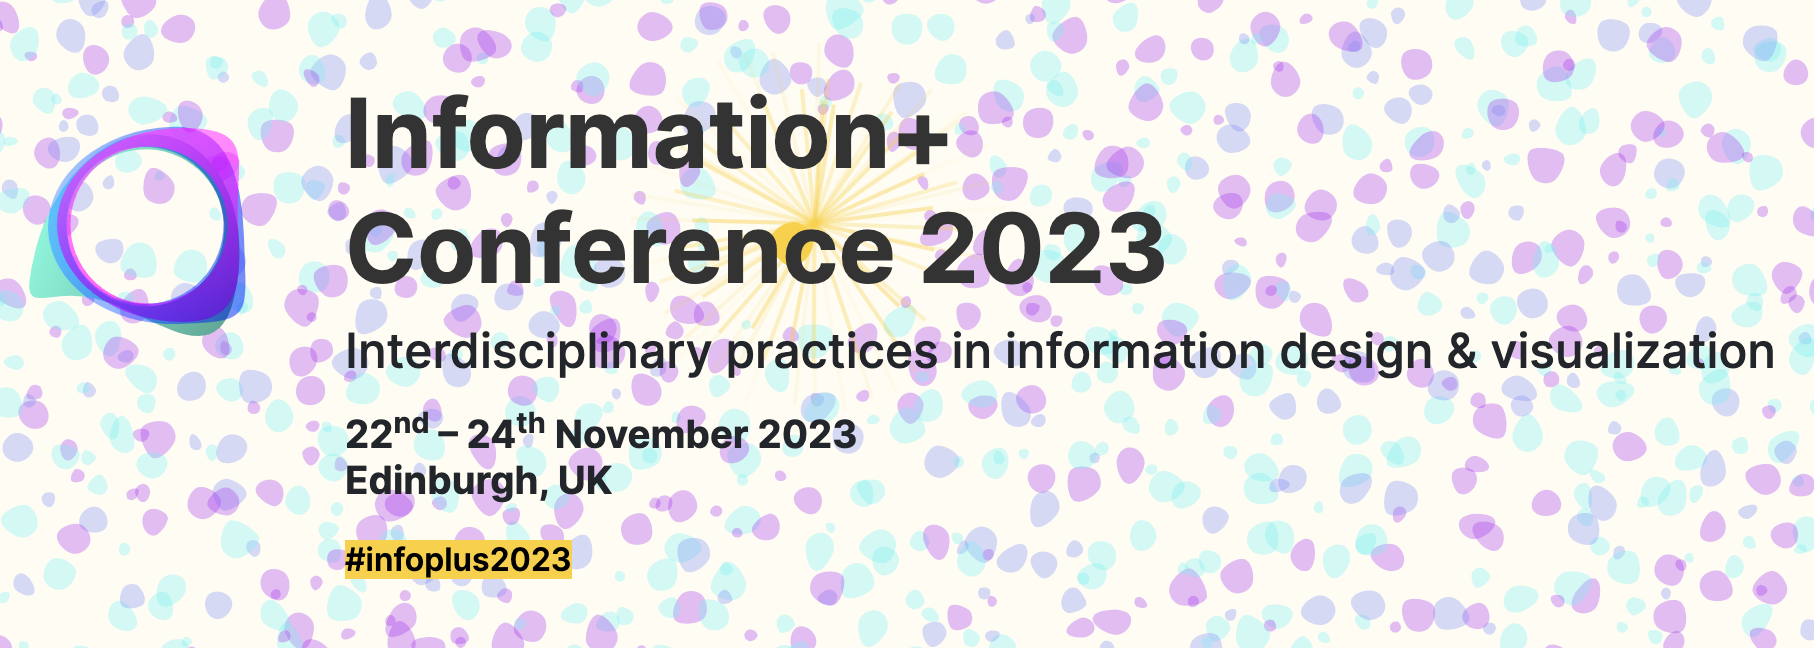 Information+
Conference 2023
Interdisciplinary practices in information design & visualization
22nd – 24th November 2023
Edinburgh, UK
#infoplus2023